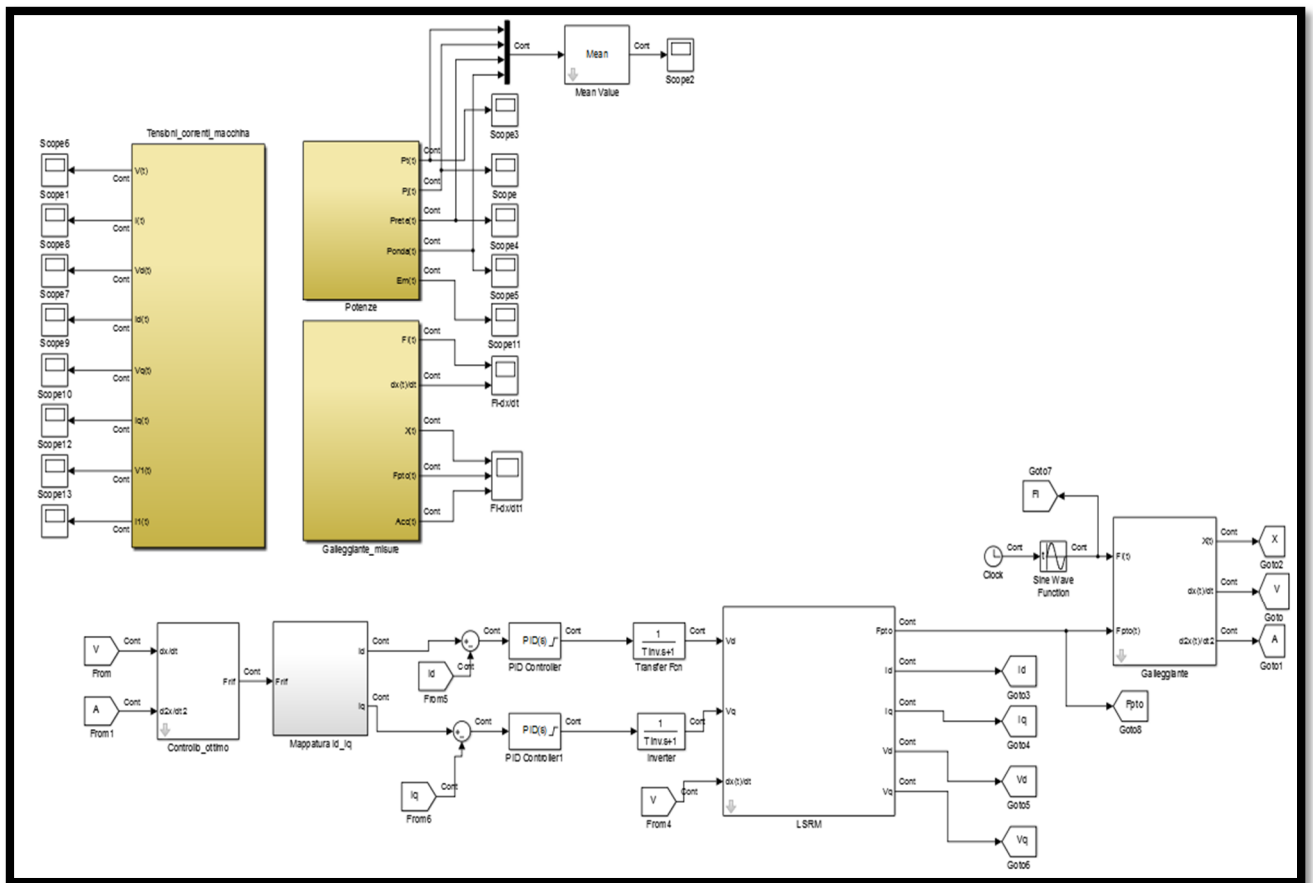 Cont
Mean
Cont
Mean Value
Scope2
Scope3
Tensioni_correnti_macchina
Scope6
V(t)
Cont
Scope1
I(t)
Cont
Scope8
Vd(t)
Cont
Scope7
Id(t)
Cont
Scope9
Vq(t)
Cont
Scope10
Iq(t)
Cont
Scope12
V1(t)
Cont
Scope13
I1(t)
Cont
Pt(t)
Cont
Pj(t)
Cont
Scope
Prete(t)
Cont
Scope4
Ponda(t)
Cont
Scope5
Em(t)
Cont
Scope11
Potenze
Fi(t)
Cont
dx(t)/dt
Cont
Fi-dx/dt
X(t)
Cont
Fpto(t)
Cont
Acc(t)
Cont
Fi-dx/dt1
Galleggiante_misure
V
From
Cont
dx/dt
A
From1
Cont
d2x/dt2
Frif
Controllo_ottimo
Cont
Frif
Id
Iq
Mappatura Id_Iq
Cont
Cont
Id
From5
Cont
Cont
PID(s)
PID Controller
Cont
1
T inv.s+1
Transfer Fcn
Cont
Iq
From6
Cont
Cont
PID(s)
PID Controller1
Cont
1
T inv.s+1
Inverter
Cont
V
From4
Cont
Vd
Vq
dx(t)/dt
Fpto
Id
Iq
Vd
Vq
LSRM
Cont
Cont
Id
Goto3
Cont
Iq
Goto4
Cont
Vd
Goto5
Cont
Vq
Goto6
Fpto
Goto8
Goto7
Fi
Clock
Cont
Sine Wave
Function
Cont
Fi(t)
Fpto(t)
X(t)
dx(t)/dt
d2x(t)/dt2
Galleggiante
Cont
X
Goto2
Cont
V
Goto
Cont
A
Goto1